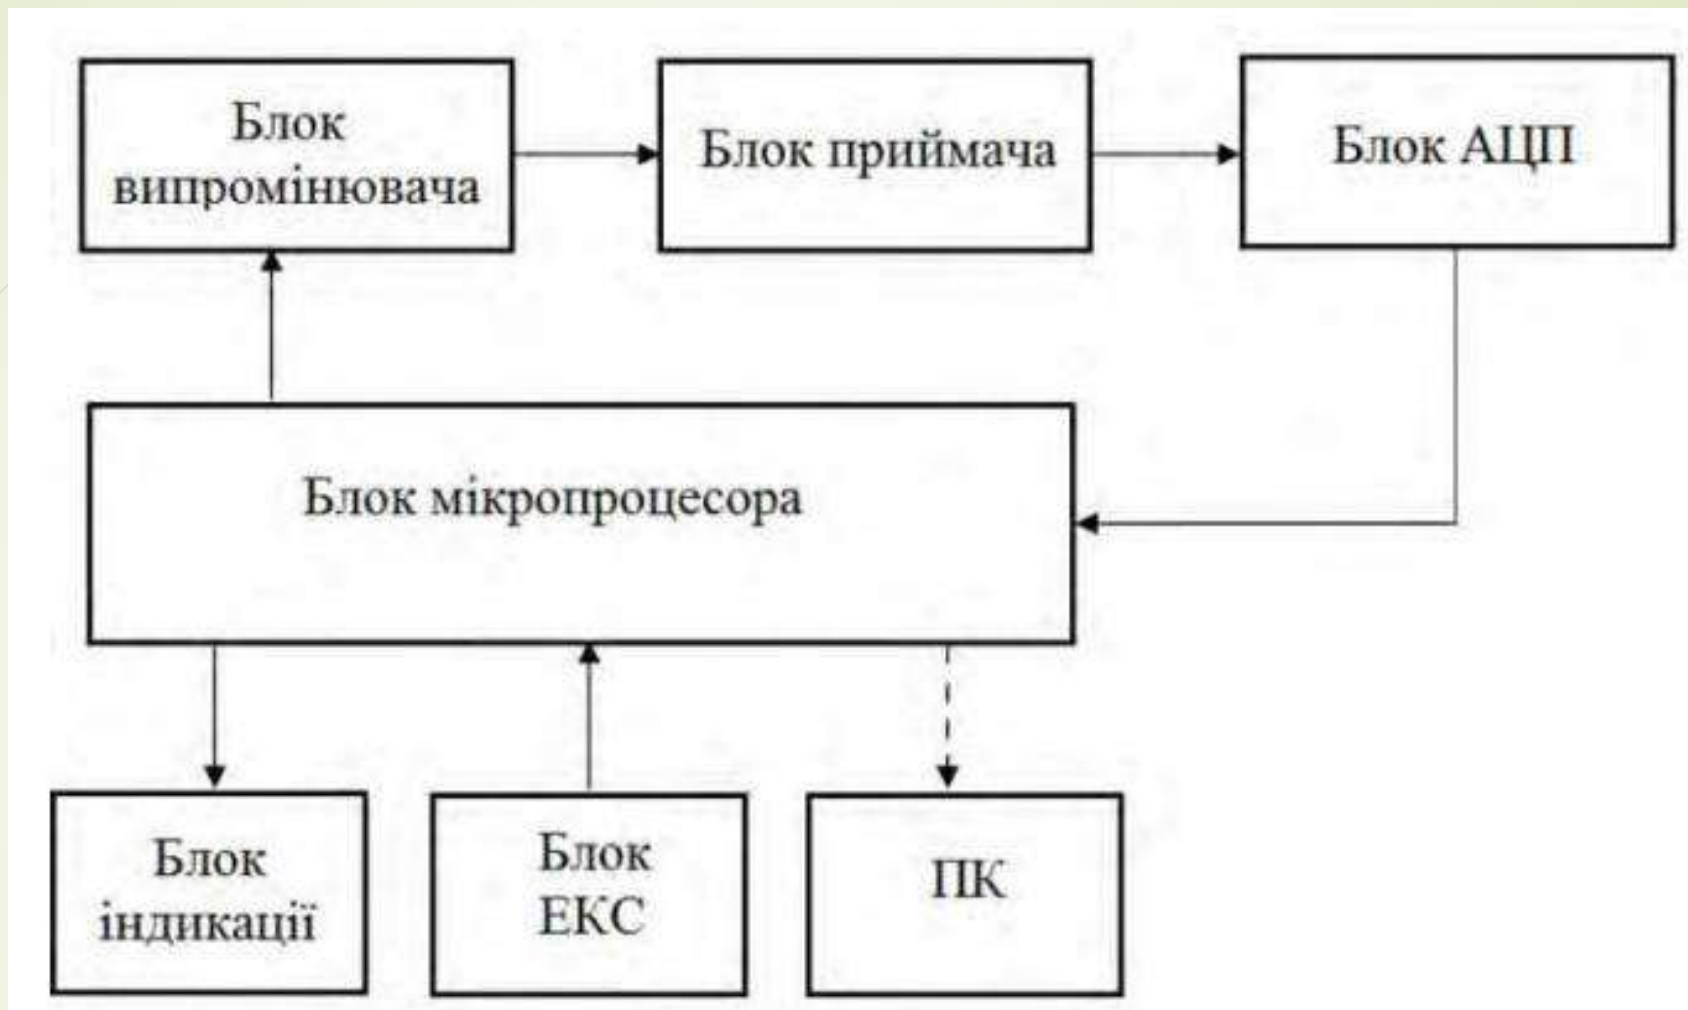 Блок
випромінювача
Блок приймача
Блок АЦП
Блок мікропроцесора
Блок
індикації
Блок
ЕКС
ПК